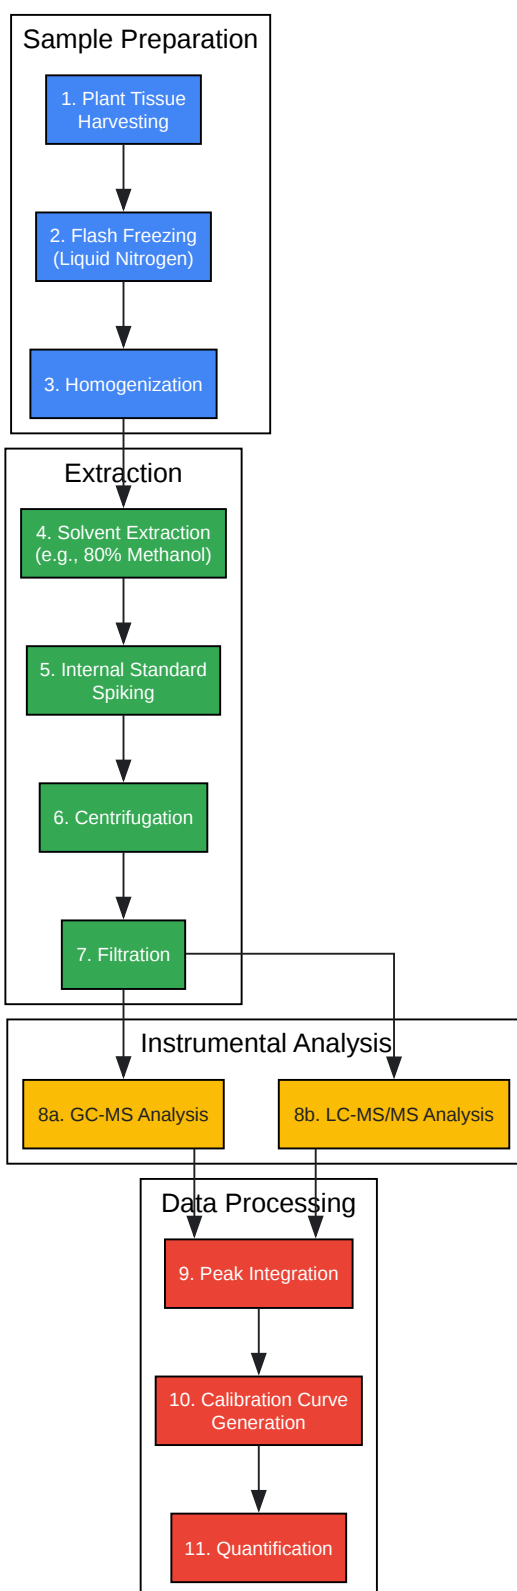 Sample Preparation
1. Plant Tissue
Harvesting
2. Flash Freezing
(Liquid Nitrogen)
3. Homogenization
Extraction
4. Solvent Extraction
(e.g., 80% Methanol)
5. Internal Standard
Spiking
6. Centrifugation
7. Filtration
Instrumental Analysis
8a. GC-MS Analysis
8b. LC-MS/MS Analysis
Data Processing
9. Peak Integration
10. Calibration Curve
Generation
11. Quantification